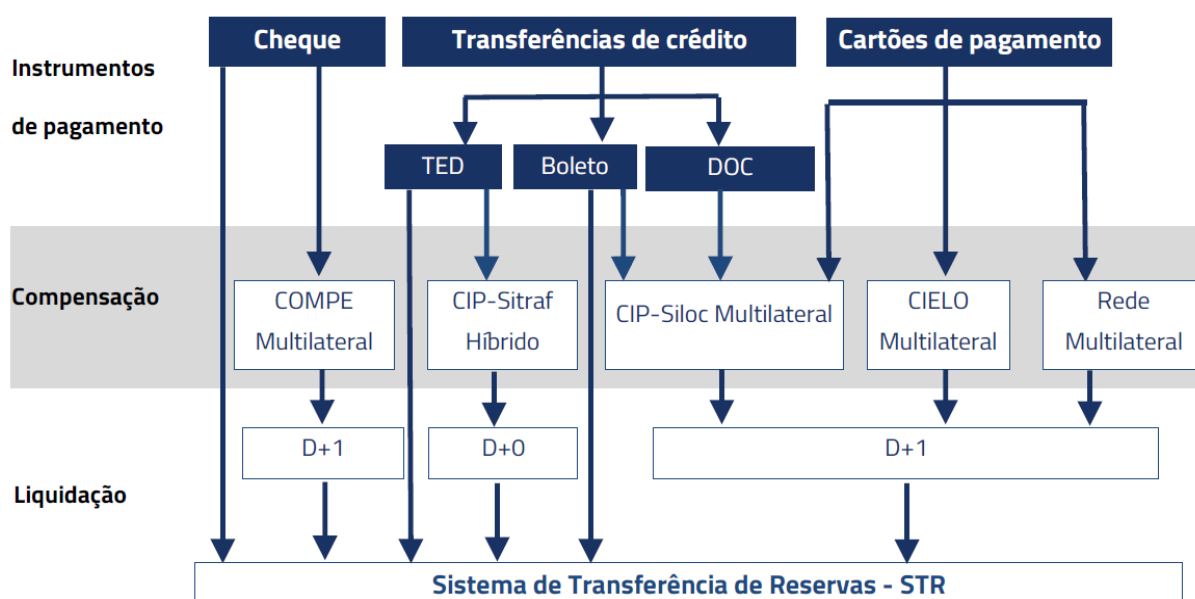 Cheque
Transferências de crédito
Cartões de pagamento
Instrumentos
de pagamento
TED
Boleto
DOC
Compensação
COMPE
Multilateral
CIP-Sitraf
Híbrido
CIP-Siloc Multilateral
CIELO
Multilateral
Rede
Multilateral
D+1
D+0
D+1
Liquidação
Sistema de Transferência de Reservas - STR